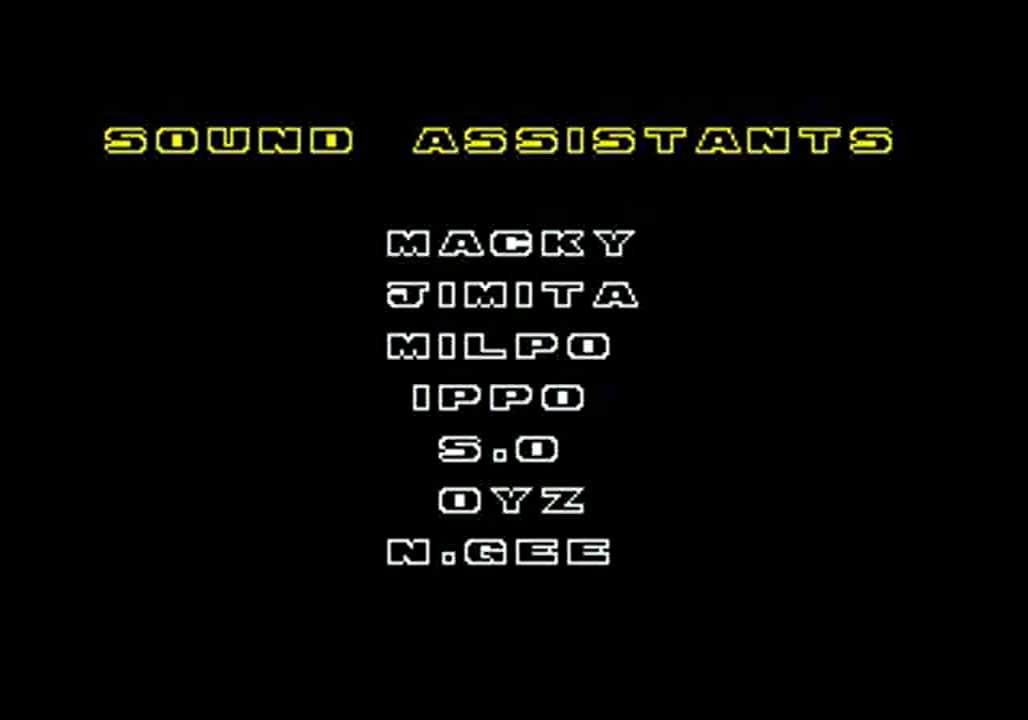 SOUND ASSISTANTS
MACKY
JIMITA
MILPO
IPPO
S.O
OYZ
N.GEE